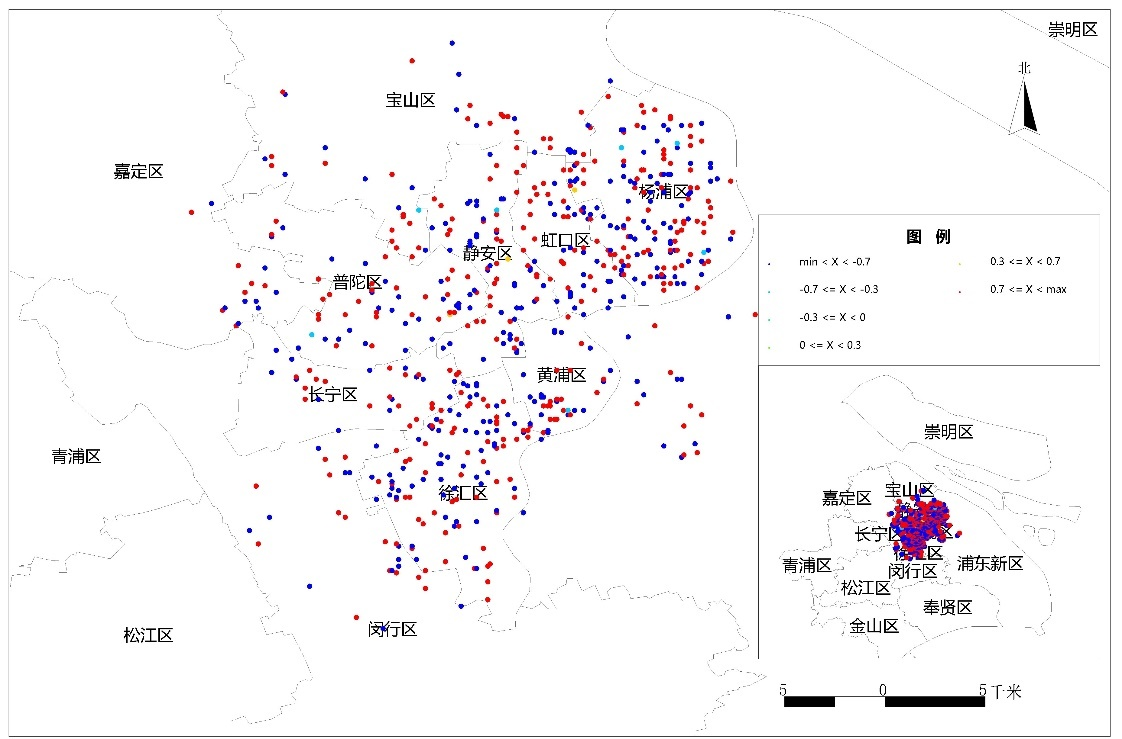 崇明区
北
宝山区
嘉定区
杨浦区
虹口区
静安区
普陀区
图 例
min < X < -0.7
0.3 <= X < 0.7
-0.7 <= X < -0.3
0.7 <= X < max
-0.3 <= X < 0
0 <= X < 0.3
黄浦区
长宁区
青浦区
徐汇区
闵行区
松江区
崇明区
宝山区
嘉定区
长宁区
青浦区
闵行区
浦东新区
松江区
奉贤区
金山区
5 0 5 千米